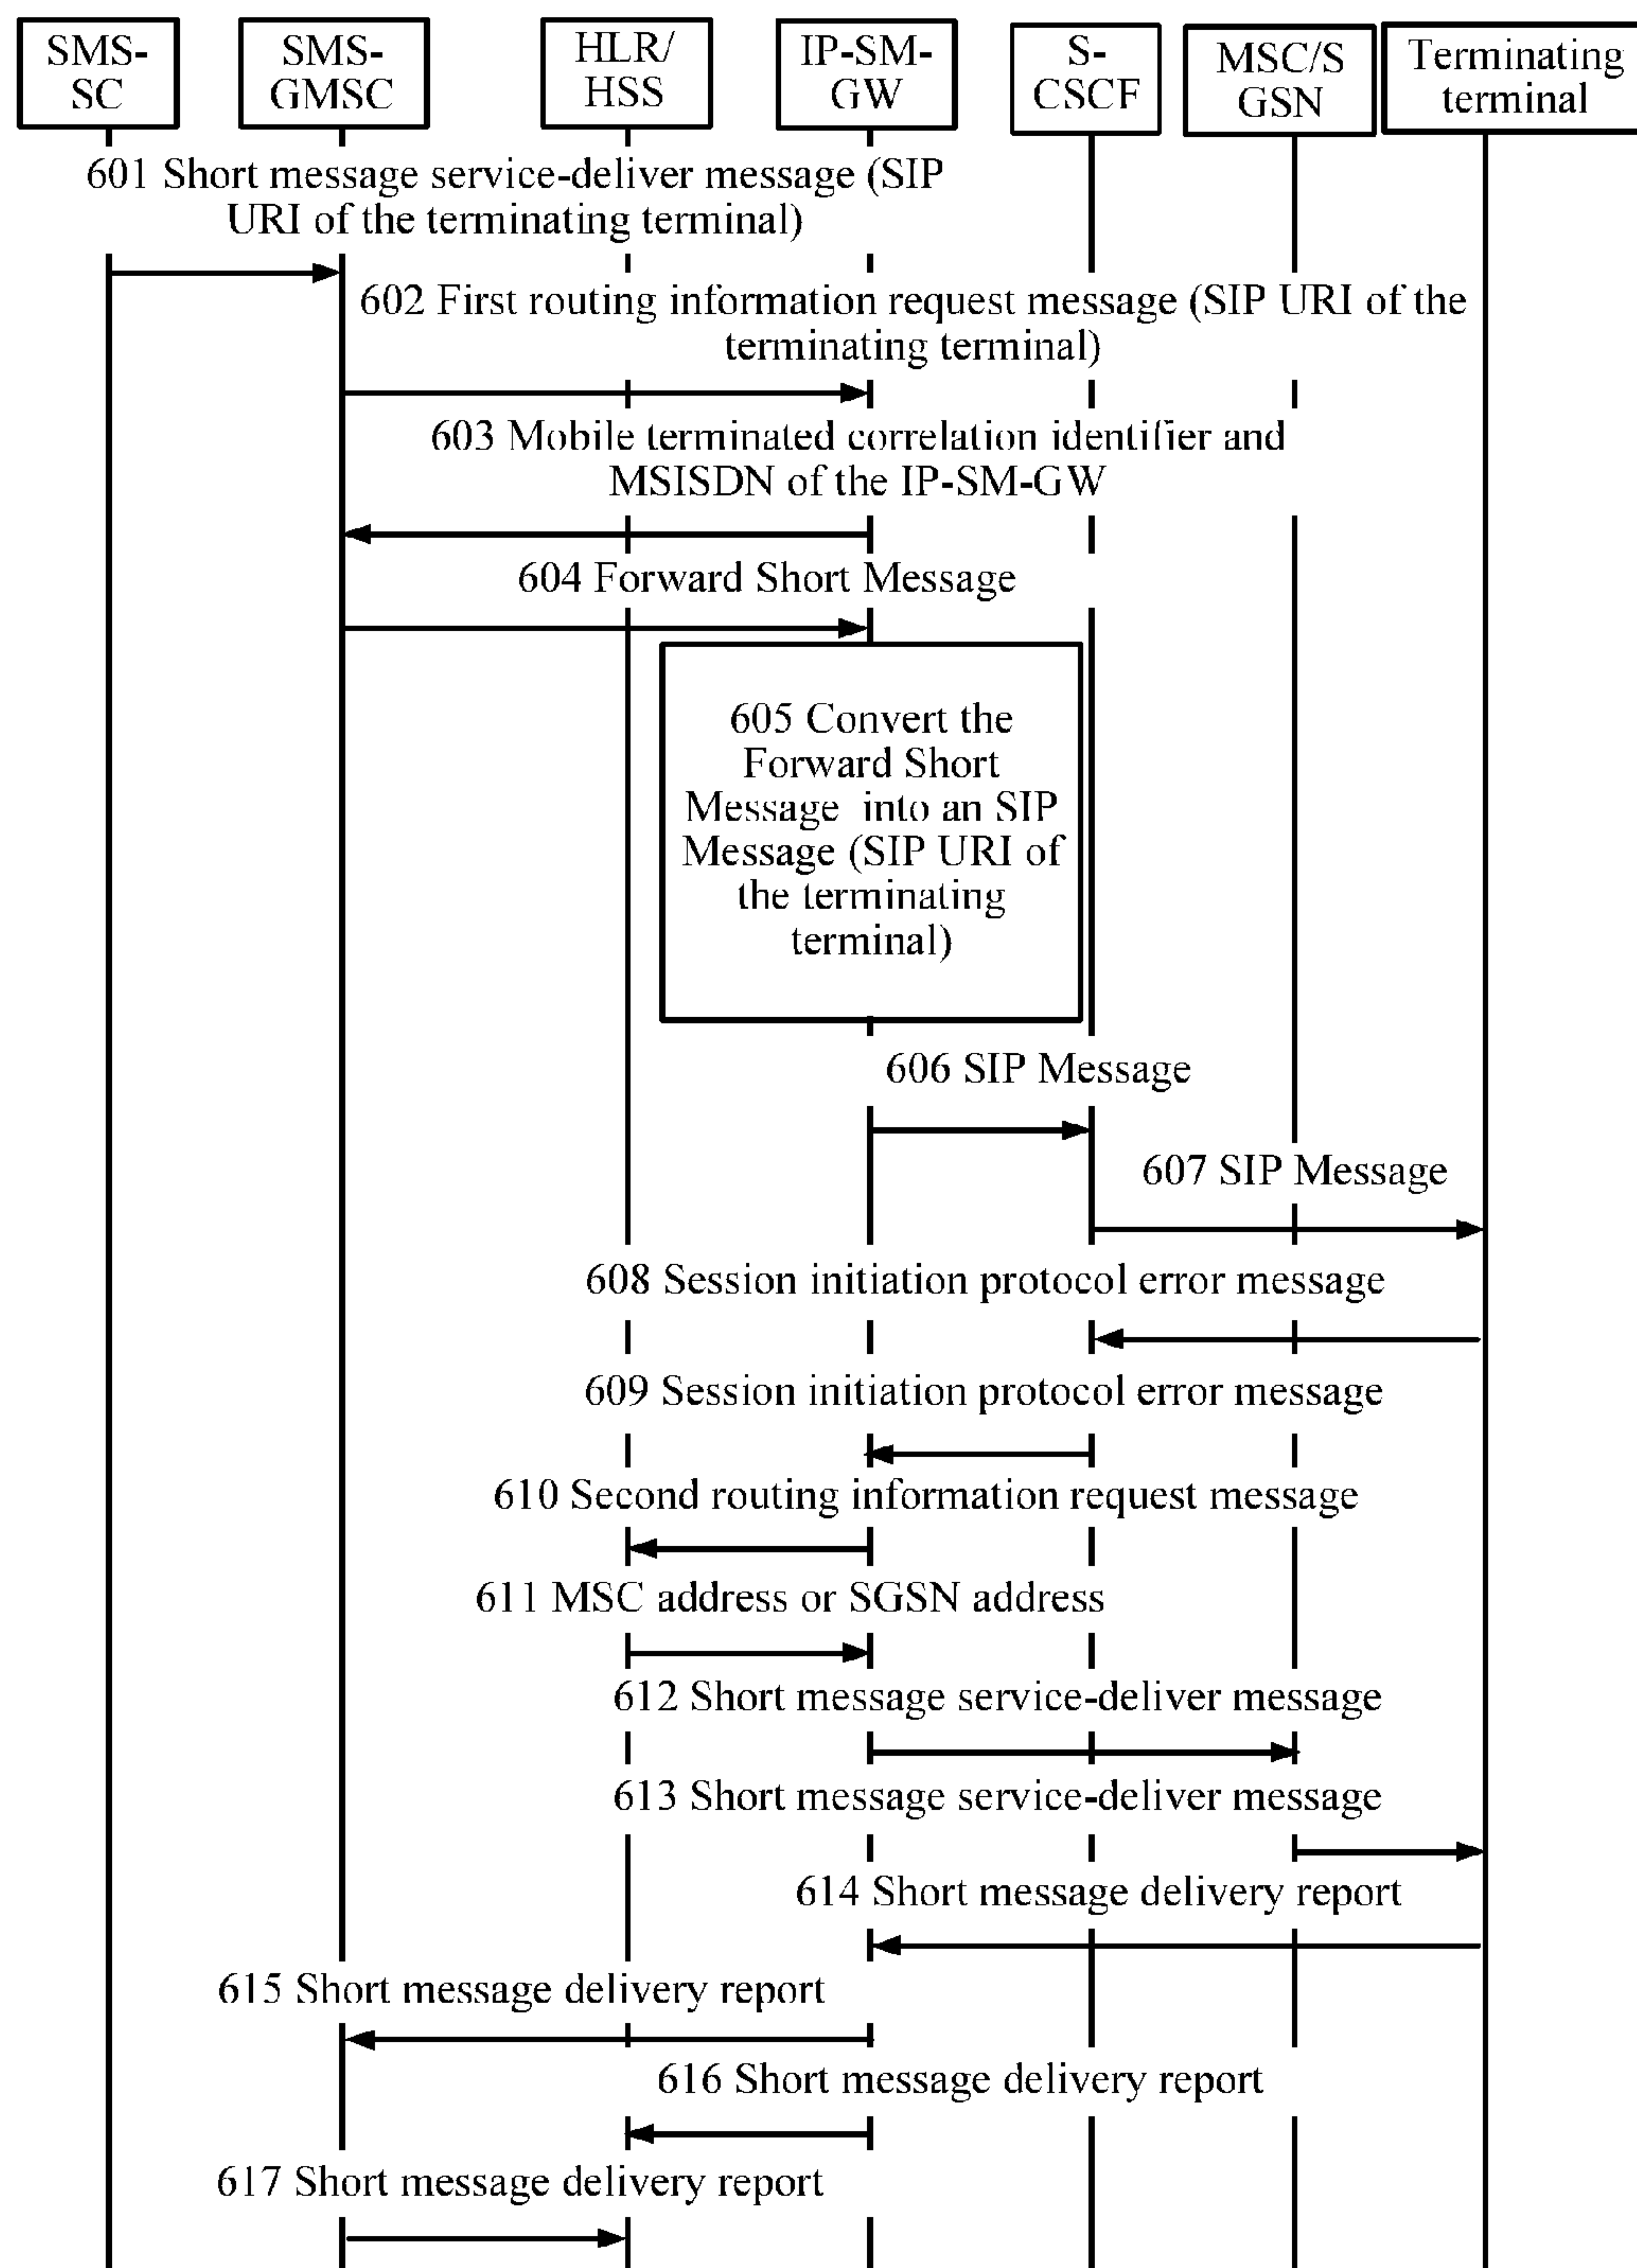 SMS-
SC
SMS-
GMSC
HLR/
HSS
IP-SM-
GW
S-
CSCF
MSC/S
GSN
Terminating
terminal
601 Short message service-deliver message (SIP
URI of the terminating terminal)
602 First routing information request message (SIP URI of the
terminating terminal)
603 Mobile terminated correlation identifier and
MSISDN of the IP-SM-GW
604 Forward Short Message
605 Convert the
Forward Short
Message into an SIP
Message (SIP URI of
the terminating
terminal)
606 SIP Message
607 SIP Message
608 Session initiation protocol error message
609 Session initiation protocol error message
610 Second routing information request message
611 MSC address or SGSN address
612 Short message service-deliver message
613 Short message service-deliver message
614 Short message delivery report
615 Short message delivery report
616 Short message delivery report
617 Short message delivery report